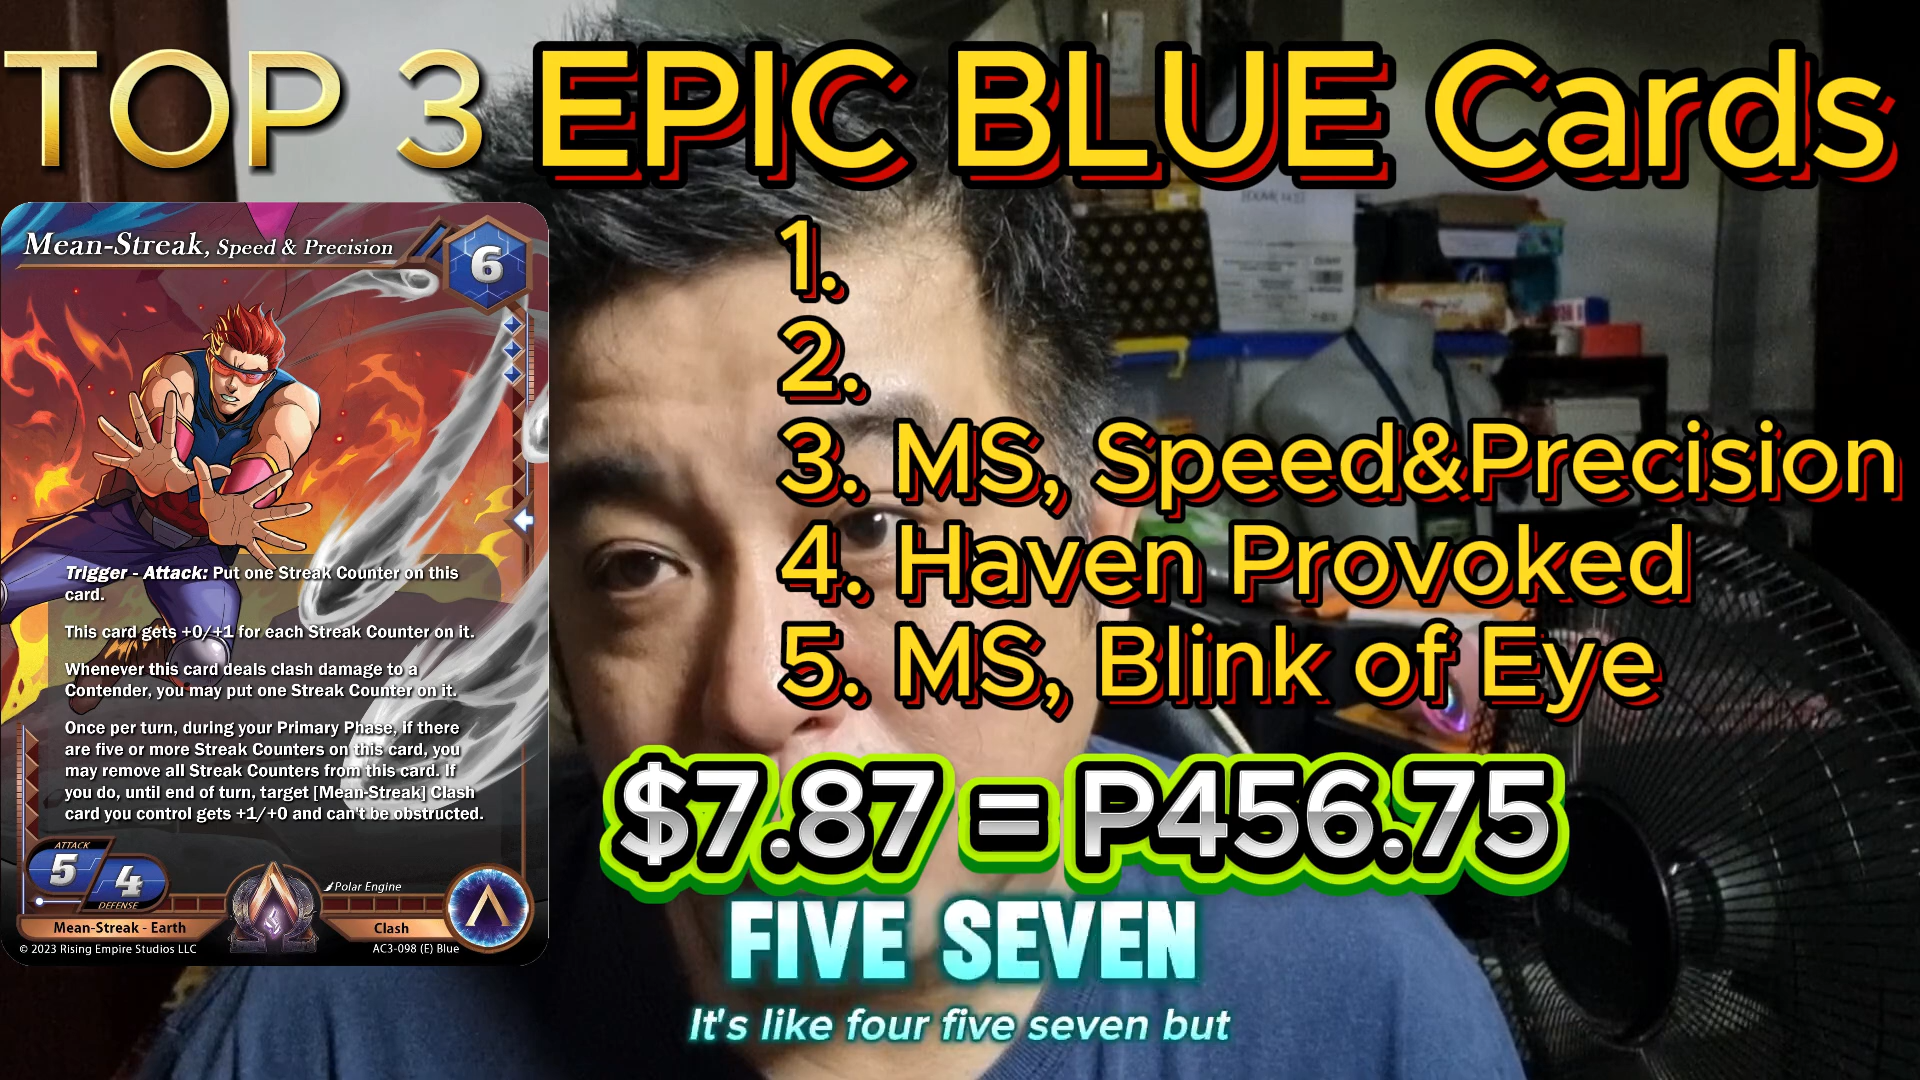 TOP 3 EPIC BLUE Cards
Mean-Streak, Speed & Precision
6
Trigger - Attack: Put one Streak Counter on this
card.
This card gets +0/+1 for each Streak Counter on it.
Whenever this card deals clash damage to a
Contender, you may put one Streak Counter on it.
Once per turn, during your Primary Phase, if there
are five or more Streak Counters on this card, you
may remove all Streak Counters from this card. If
you do, until end of turn, target [Mean-Streak] Clash
card you control gets +1/+0 and can't be obstructed.
ATTACK
5
4
DEFENSE
Polar Engine
Mean-Streak - Earth
Clash
© 2023 Rising Empire Studios LLC
AC3-098 (E) Blue
1.
2.
3. MS, Speed&Precision
4. Haven Provoked
5. MS, Blink of Eye
$7.87 = P456.75
FIVE SEVEN
It's like four five seven but